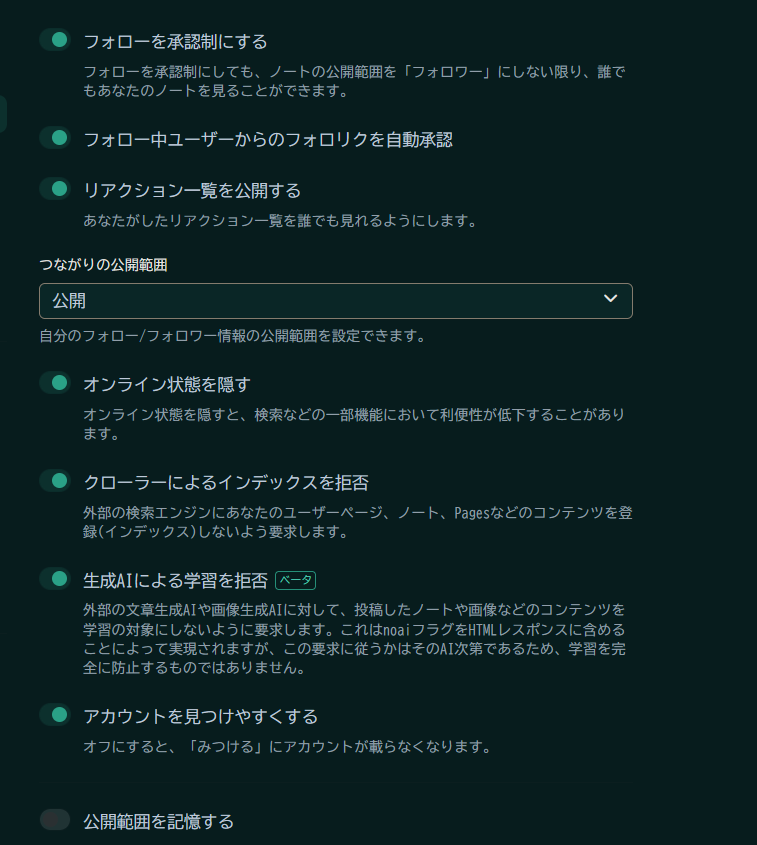 フォローを承認制にする
フォローを承認制にしても、ノートの公開範囲を「フォロワー」にしない限り、誰で
もあなたのノートを見ることができます。
フォロー中ユーザーからのフォロリクを自動承認
リアクション一覧を公開する
あなたがしたリアクション一覧を誰でも見れるようにします。
つながりの公開範囲
公開
自分のフォロー/フォロワー情報の公開範囲を設定できます。
オンライン状態を隠す
オンライン状態を隠すと、検索などの一部機能において利便性が低下することがあり
ます。
クローラーによるインデックスを拒否
外部の検索エンジンにあなたのユーザーページ、ノート、Pagesなどのコンテンツを登
録(インデックス)しないよう要求します。
生成AIによる学習を拒否 ベータ
外部の文章生成AIや画像生成AIに対して、投稿したノートや画像などのコンテンツを
学習の対象にしないように要求します。これはnoaiフラグをHTMLレスポンスに含める
ことによって実現されますが、この要求に従うかはそのAI次第であるため、学習を完
全に防止するものではありません。
アカウントを見つけやすくする
オフにすると、「みつける」にアカウントが載らなくなります。
公開範囲を記憶する